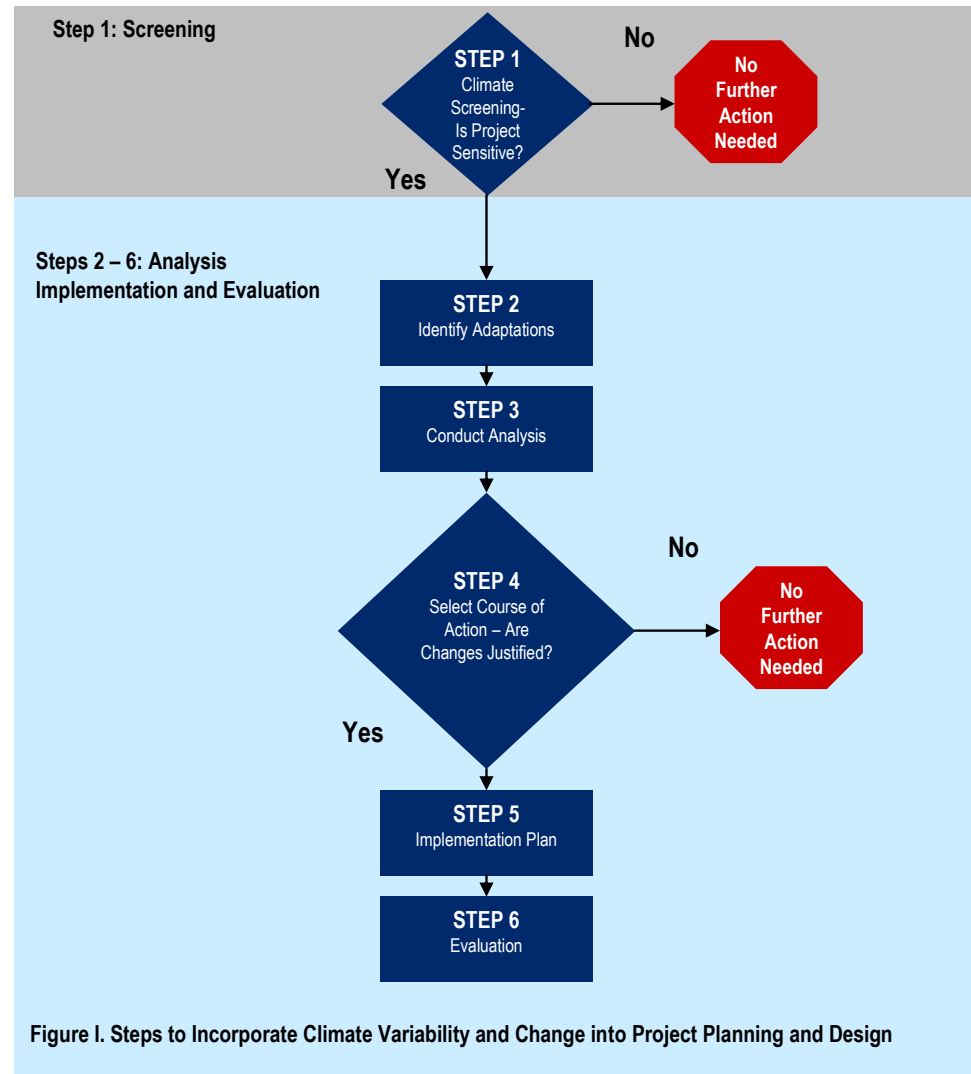 Step 1: Screening
STEP 1
Climate
Screening-
Is Project
Sensitive?
No
No
Further
Action
Needed
Yes
Steps 2 – 6: Analysis
Implementation and Evaluation
STEP 2
Identify Adaptations
STEP 3
Conduct Analysis
STEP 4
Select Course of
Action – Are
Changes Justified?
No
No
Further
Action
Needed
Yes
STEP 5
Implementation Plan
STEP 6
Evaluation
Figure I. Steps to Incorporate Climate Variability and Change into Project Planning and Design